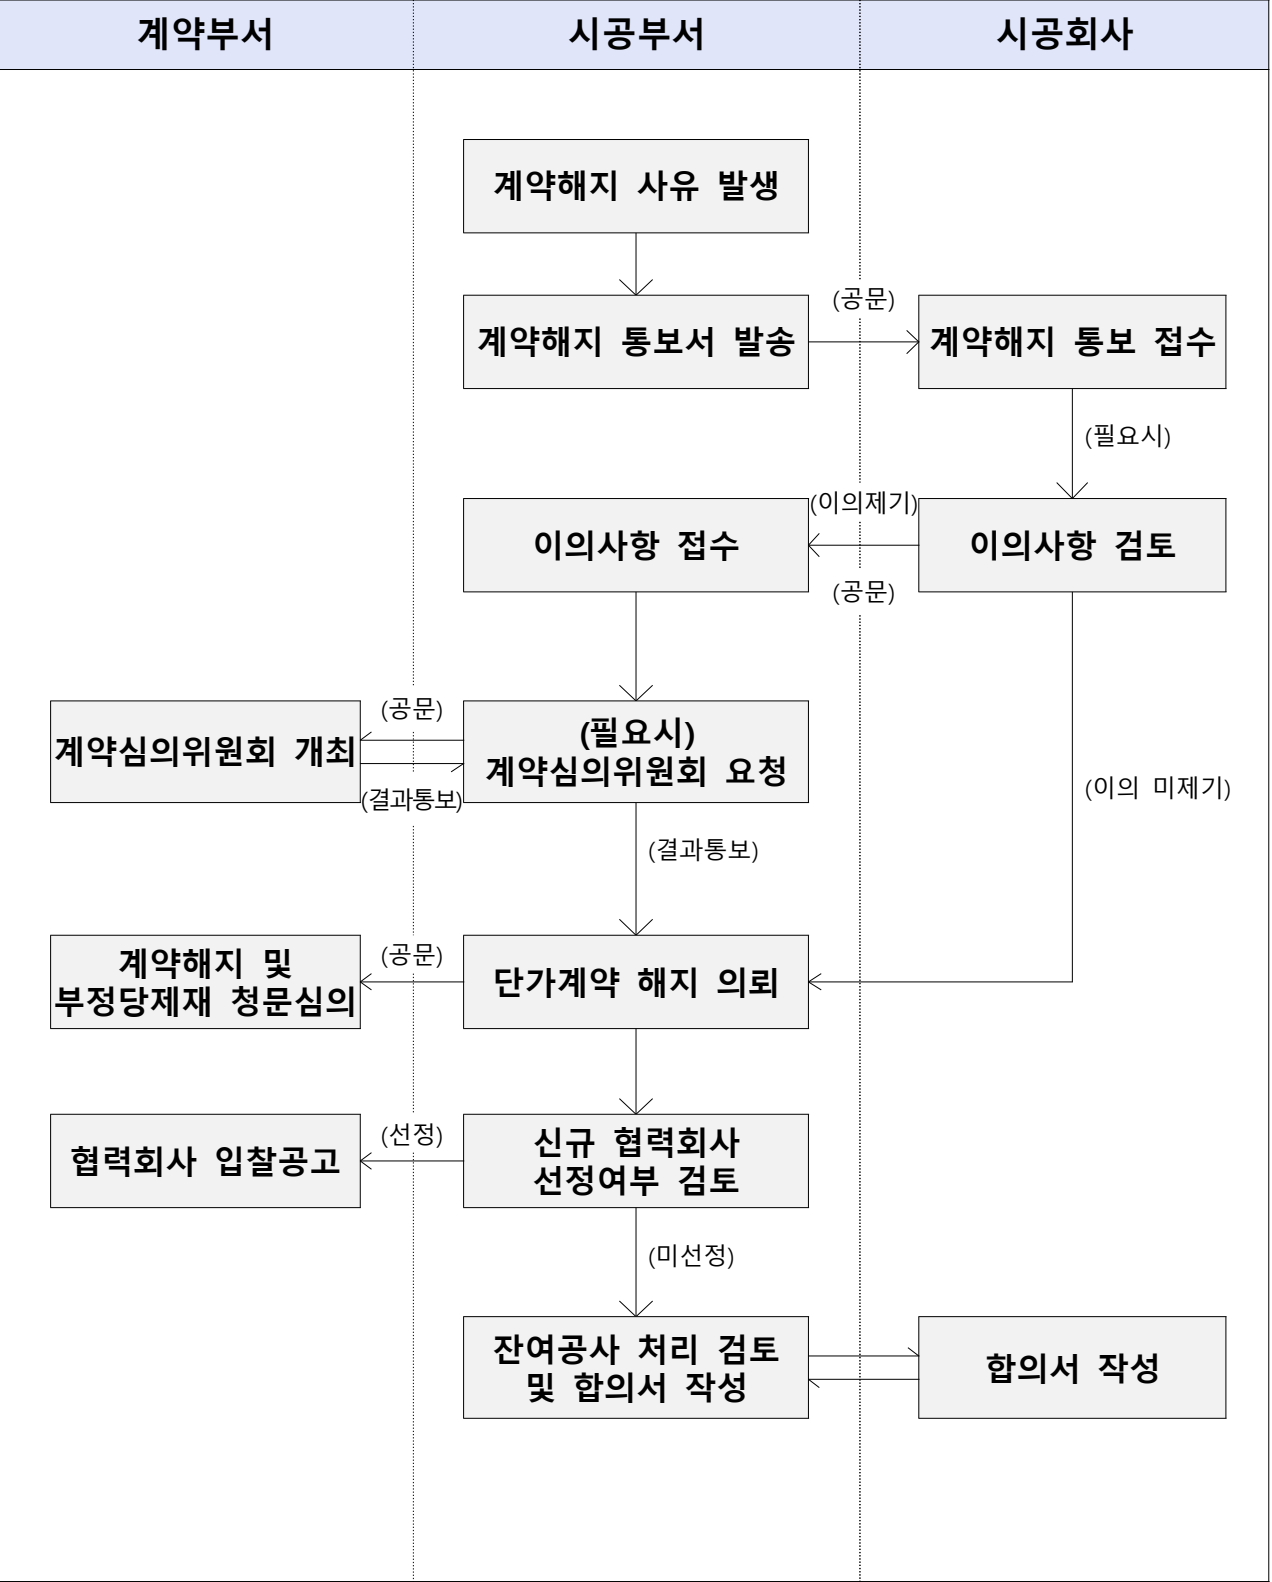 계약부서
시공부서
시공회사
계약해지 사유 발생
계약해지 통보서 발송
(공문)
계약해지 통보 접수
(필요시)
이의사항 접수
(이의제기)
(공문)
이의사항 검토
계약심의위원회 개최
(공문)
(결과통보)
(필요시)
계약심의위원회 요청
(이의 미제기)
(결과통보)
계약해지 및
부정당제재 청문심의
(공문)
단가계약 해지 의뢰
협력회사 입찰공고
(선정)
신규 협력회사
선정여부 검토
(미선정)
잔여공사 처리 검토
및 합의서 작성
합의서 작성